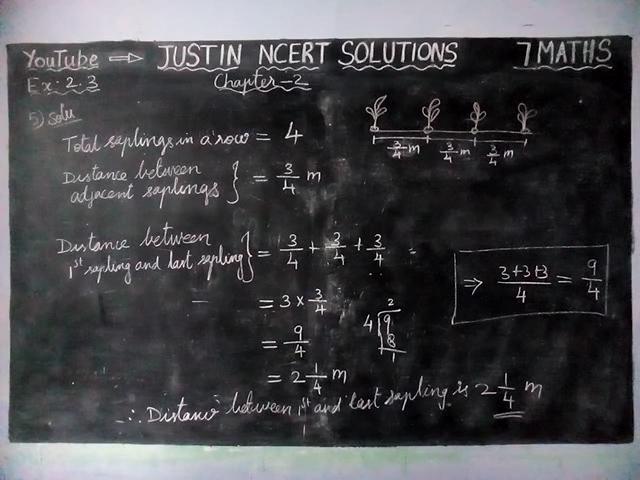 YouTube ⇒ JUSTIN NCERT SOLUTIONS 7 MATHS
Ex: 2.3 Chapter-2
5) Solu
Total saplings in a row = 4
3/4 m 3/4 m 3/4 m
Distance between
adjacent saplings } = 3/4 m
Distance between
1st sapling and last sapling } = 3/4 + 3/4 + 3/4 =
⇒ 3+3+3/4 = 9/4
= 3 × 3/4
= 9/4
2
4 9
8
1
= 2 1/4 m
∴ Distance between 1st and last sapling is 2 1/4 m